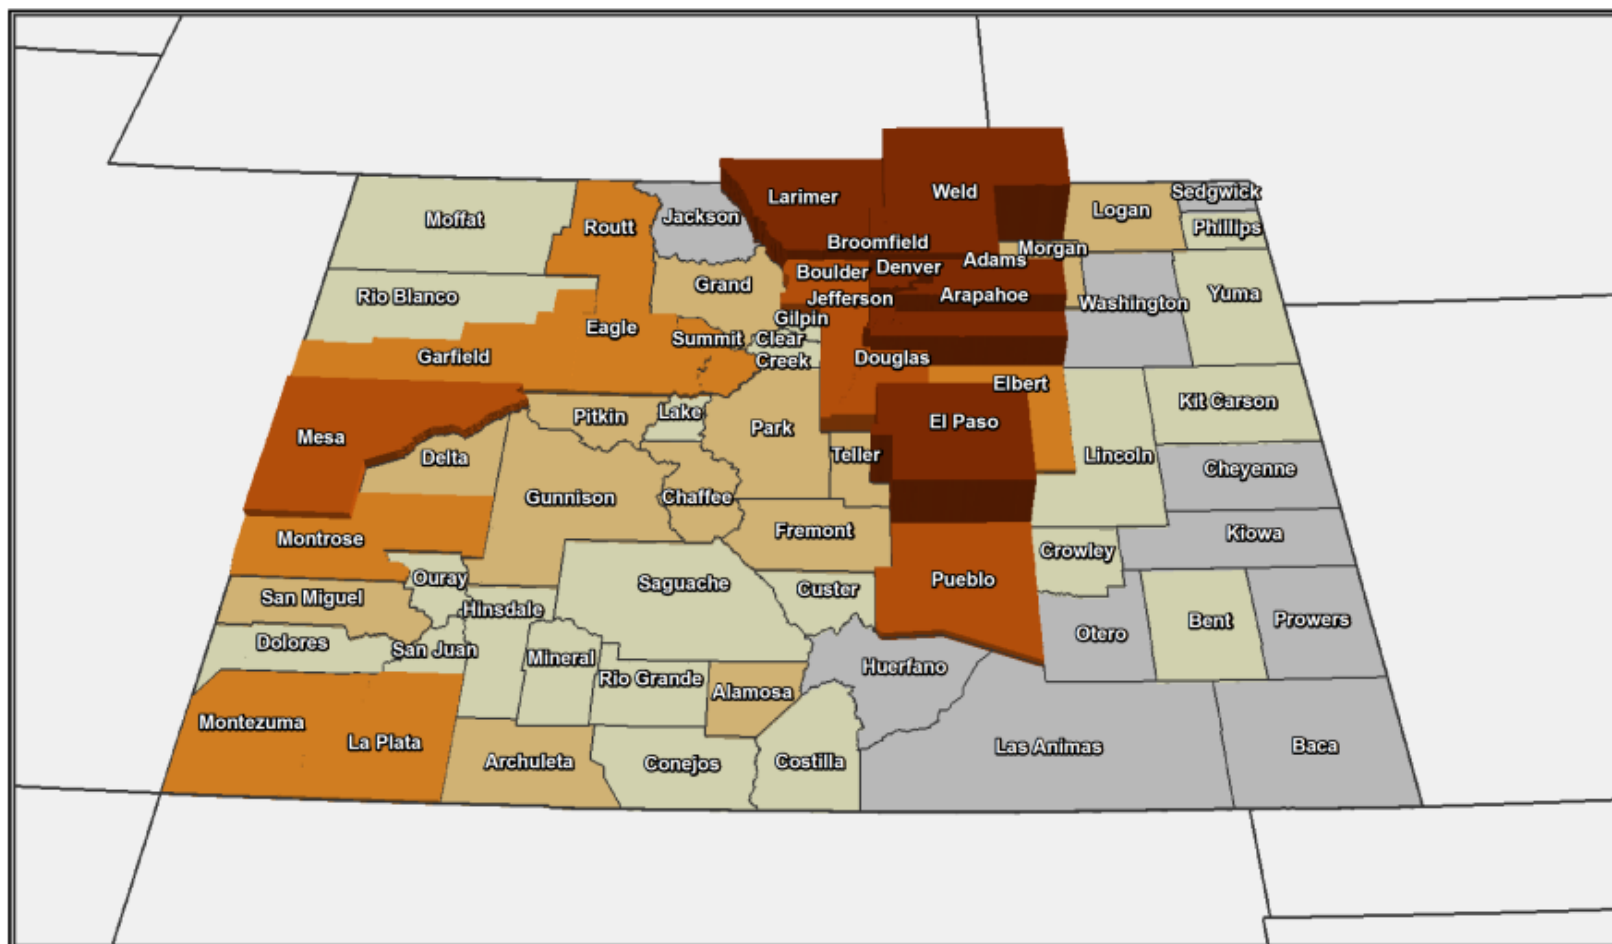 Sedgwick
Moffat
Routt
Jackson
Larimer
Weld
Logan
Phillips
Rio Blanco
Grand
Broomfield
Morgan
Boulder
Denver
Adams
Yuma
Eagle
Jefferson
Arapahoe
Washington
Gilpin
Summit
Clear
Creek
Garfield
Douglas
Elbert
Mesa
Pitkin
Lake
Park
El Paso
Kit Carson
Delta
Teller
Lincoln
Cheyenne
Gunnison
Chaffee
Montrose
Fremont
Crowley
Kiowa
Ouray
Saguache
Custer
Pueblo
San Miguel
Hinsdale
Dolores
San Juan
Mineral
Otero
Bent
Prowers
Rio Grande
Alamosa
Huerfano
Montezuma
La Plata
Archuleta
Conejos
Costilla
Las Animas
Baca